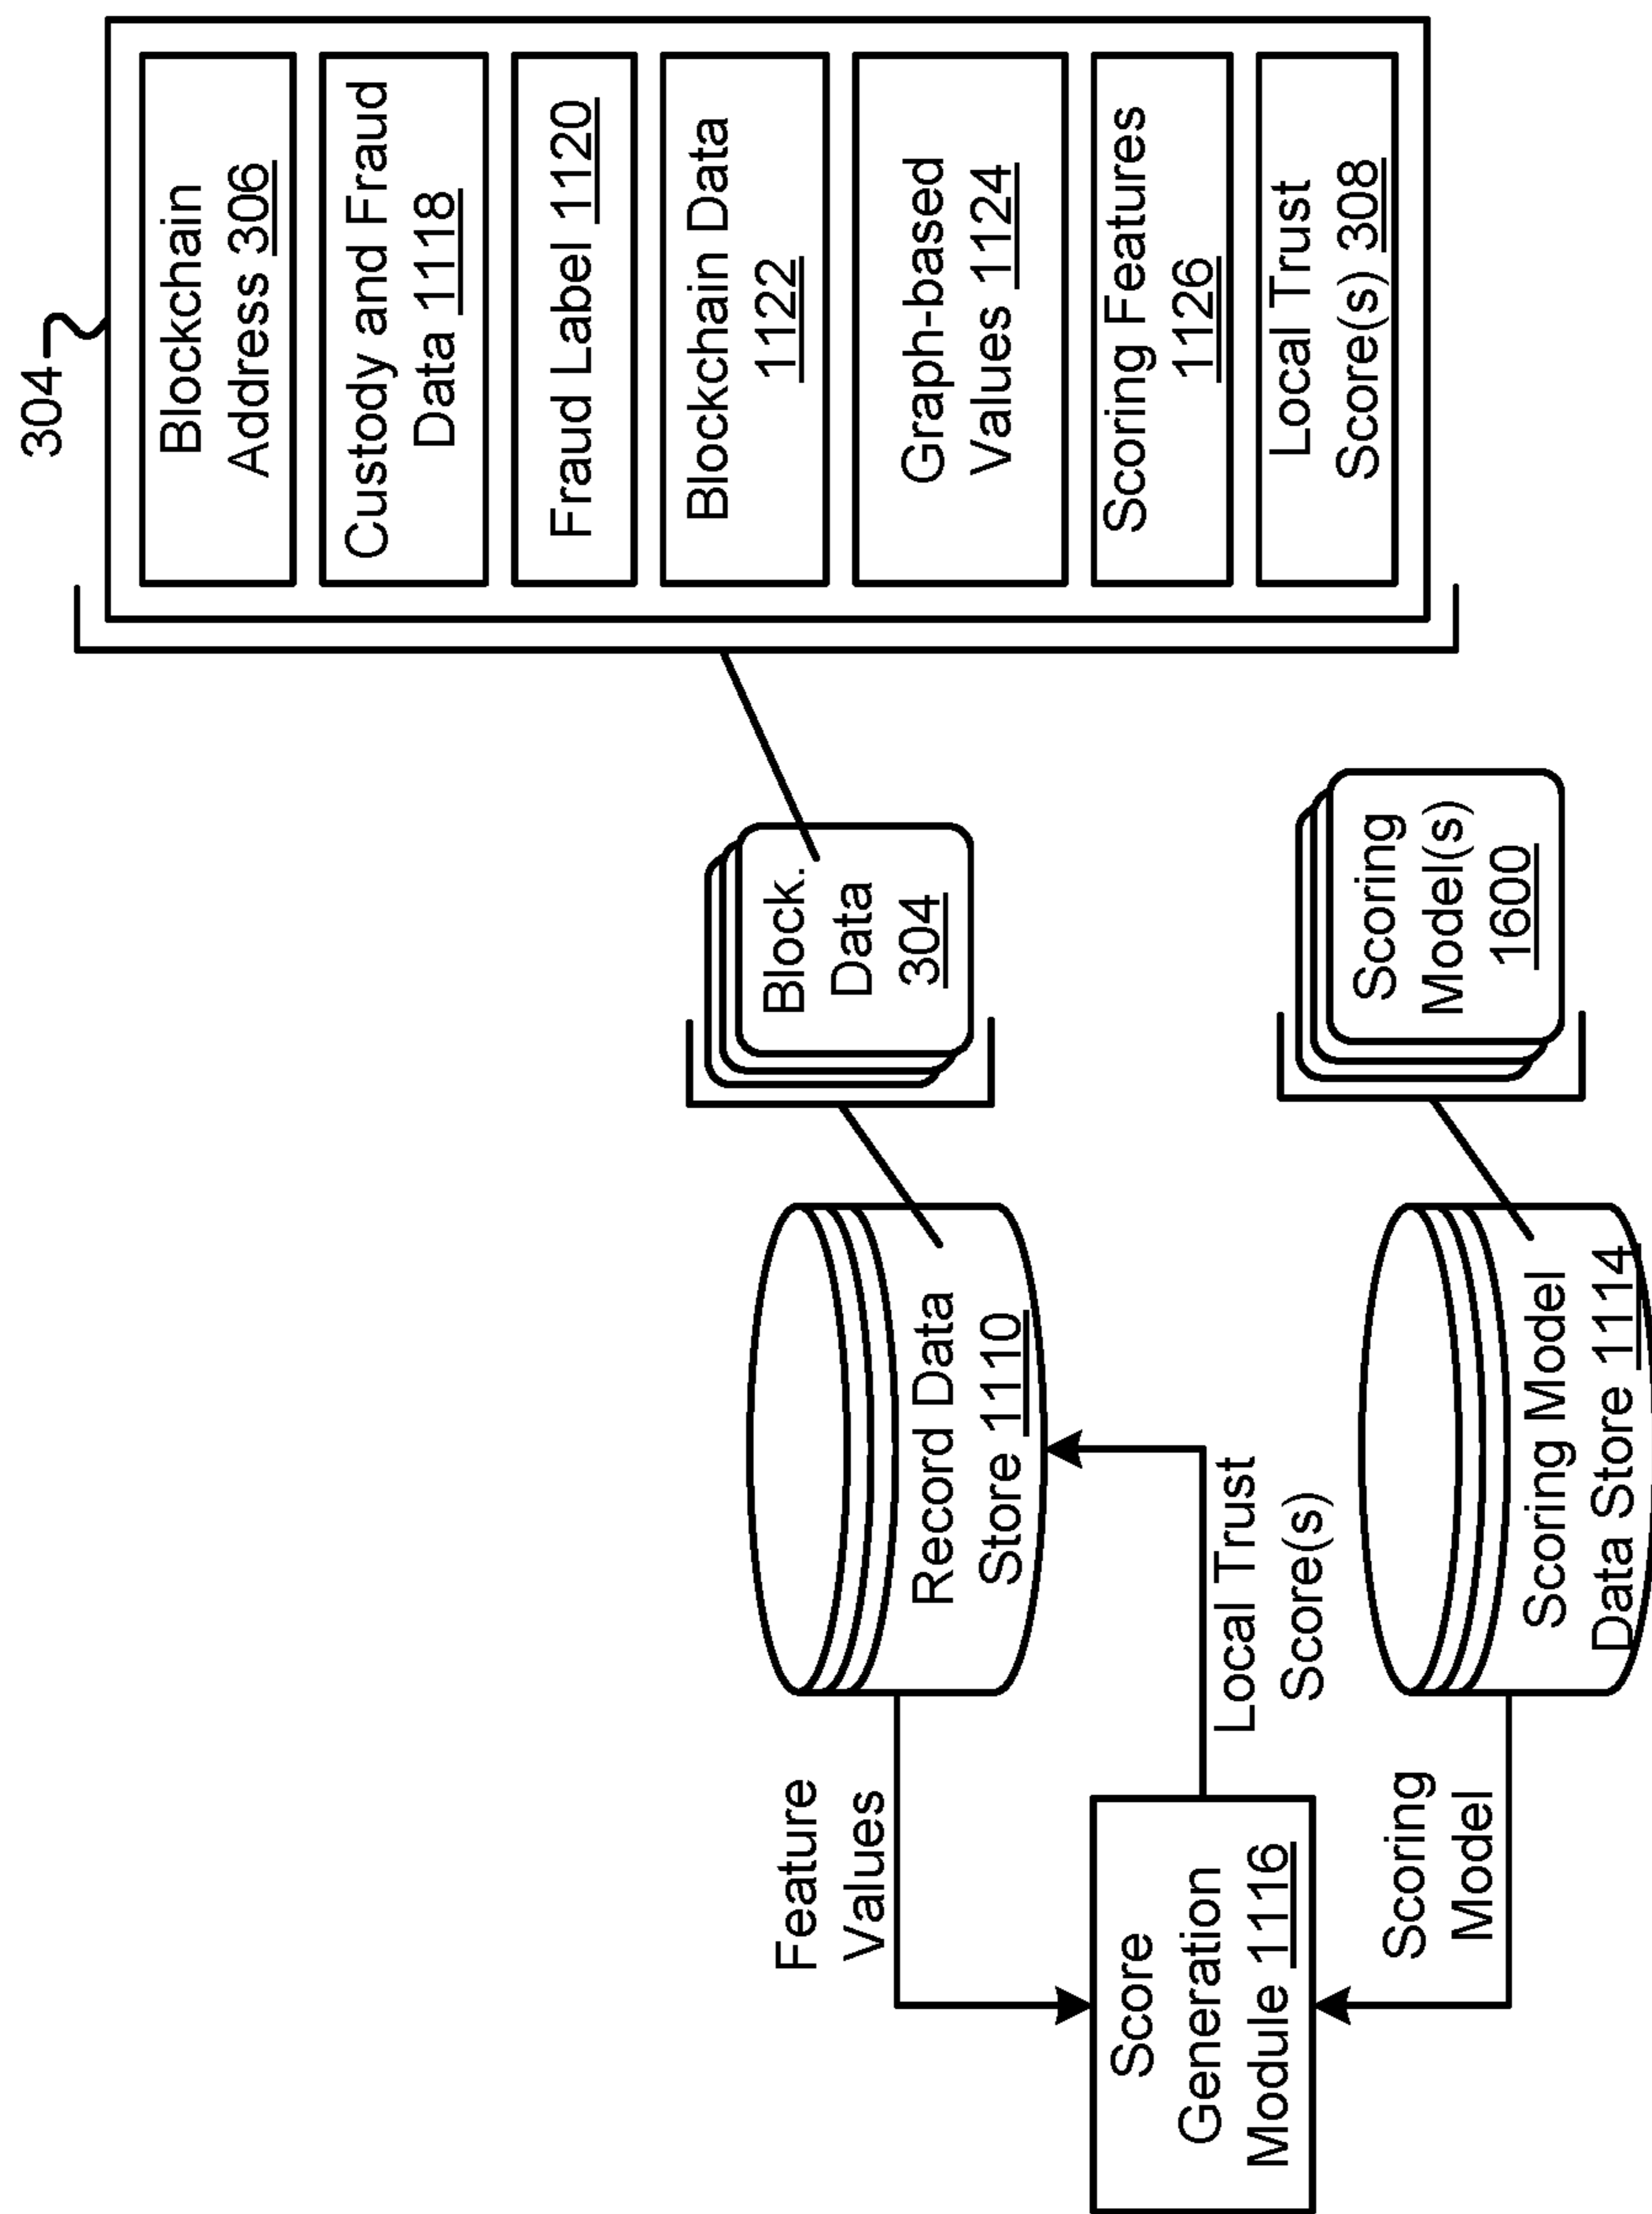 304
Blockchain
Address 306
Custody and Fraud
Data 1118
Fraud Label 1120
Blockchain Data
1122
Graph-based
Values 1124
Scoring Features
1126
Local Trust
Score(s) 308
Block.
Data
304
Scoring
Model(s)
1600
Record Data
Store 1110
Scoring Model
Data Store 1114
Feature
Values
Local Trust
Score(s)
Scoring
Model
Score
Generation
Module 1116